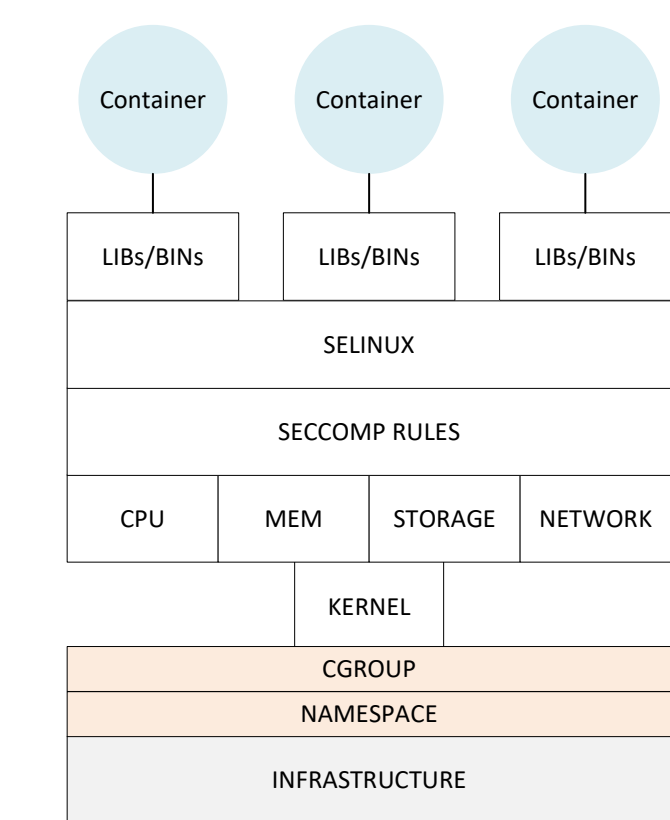 Container Container Container
LIBs/BINs LIBs/BINs LIBs/BINs
SELINUX
SECCOMP RULES
CPU MEM STORAGE NETWORK
KERNEL
CGROUP
NAMESPACE
INFRASTRUCTURE